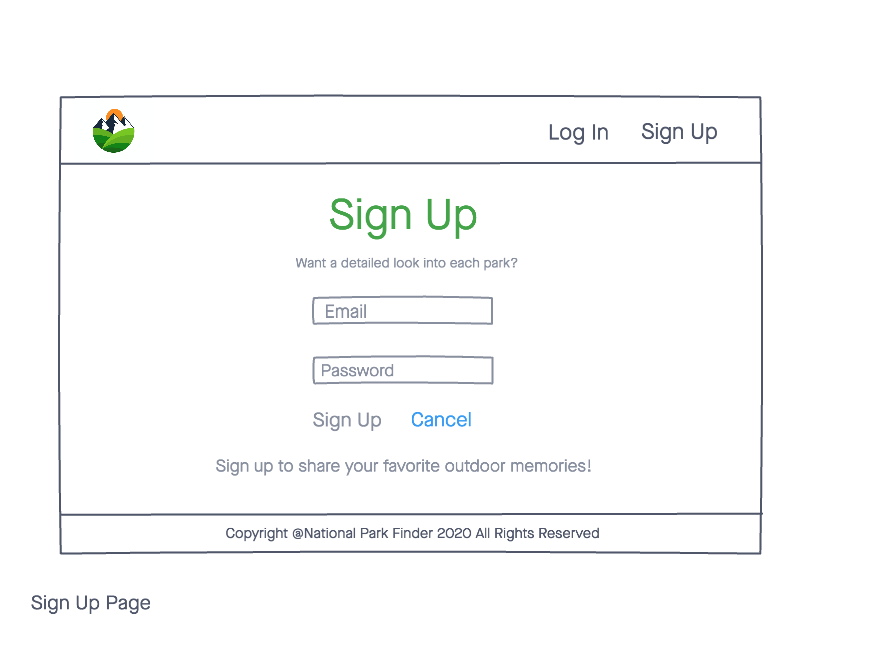 Log In Sign Up
Sign Up
Want a detailed look into each park?
Email
Password
Sign Up Cancel
Sign up to share your favorite outdoor memories!
Copyright @National Park Finder 2020 All Rights Reserved
Sign Up Page